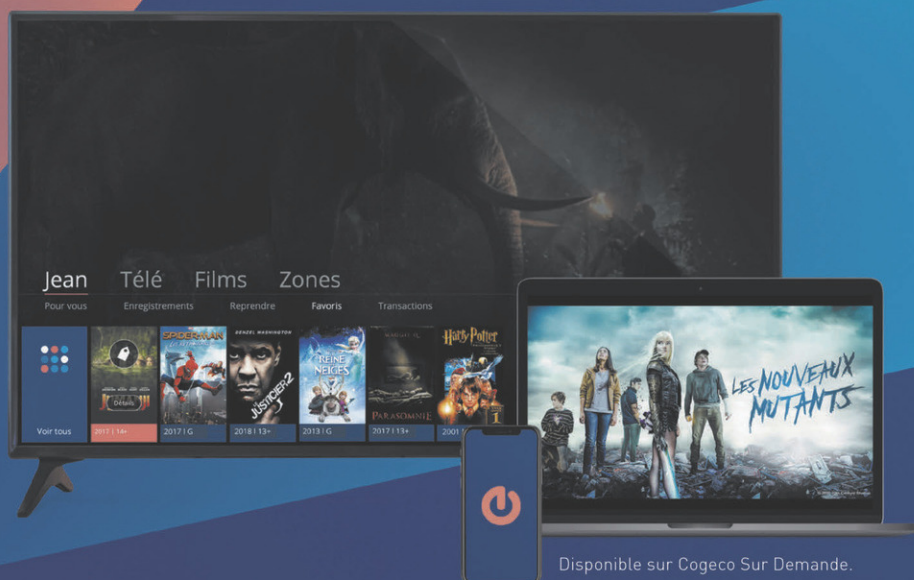 Jean Télé Films Zones
Pour vous Enregistrements Reprendre Favoris Transactions
SPIDER-MAN
DENZEL WASHINGTON
JUSTICIER 2
LA REINE DES NEIGES
PARASOMNIE
Harry Potter
Détails
Voir tous
2017 | 14+
2017 | G
2018 | 13+
2013 | G
2017 | 13+
2001
LES NOUVEAUX
MUTANTS
Disponible sur Cogeco Sur Demande.